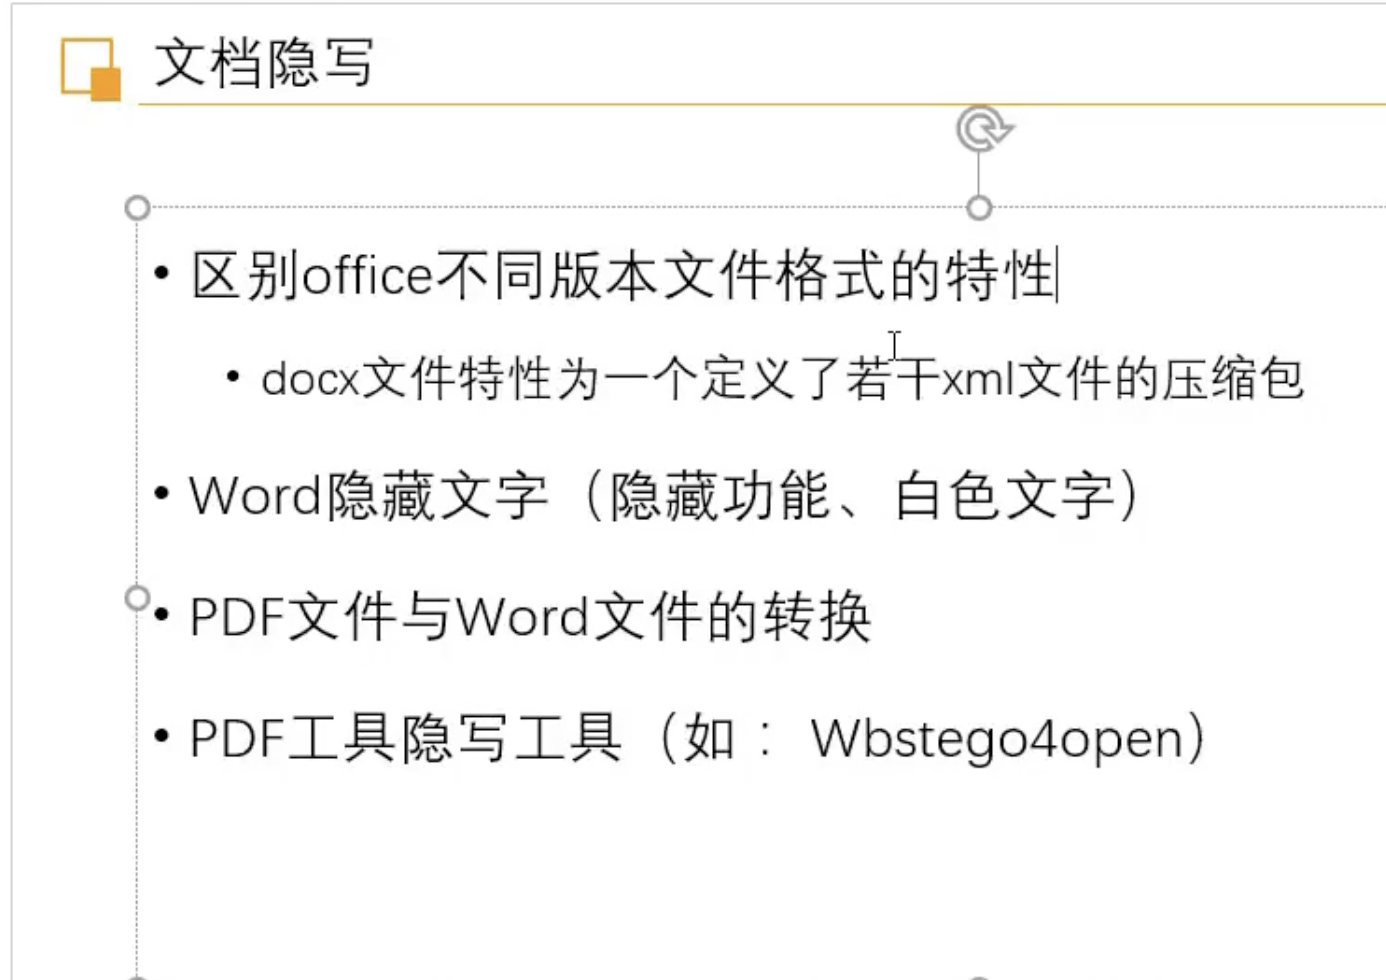 文档隐写
• 区别office不同版本文件格式的特性
• docx文件特性为一个定义了若干xml文件的压缩包
• Word隐藏文字（隐藏功能、白色文字）
• PDF文件与Word文件的转换
• PDF工具隐写工具（如： Wbstego4open）